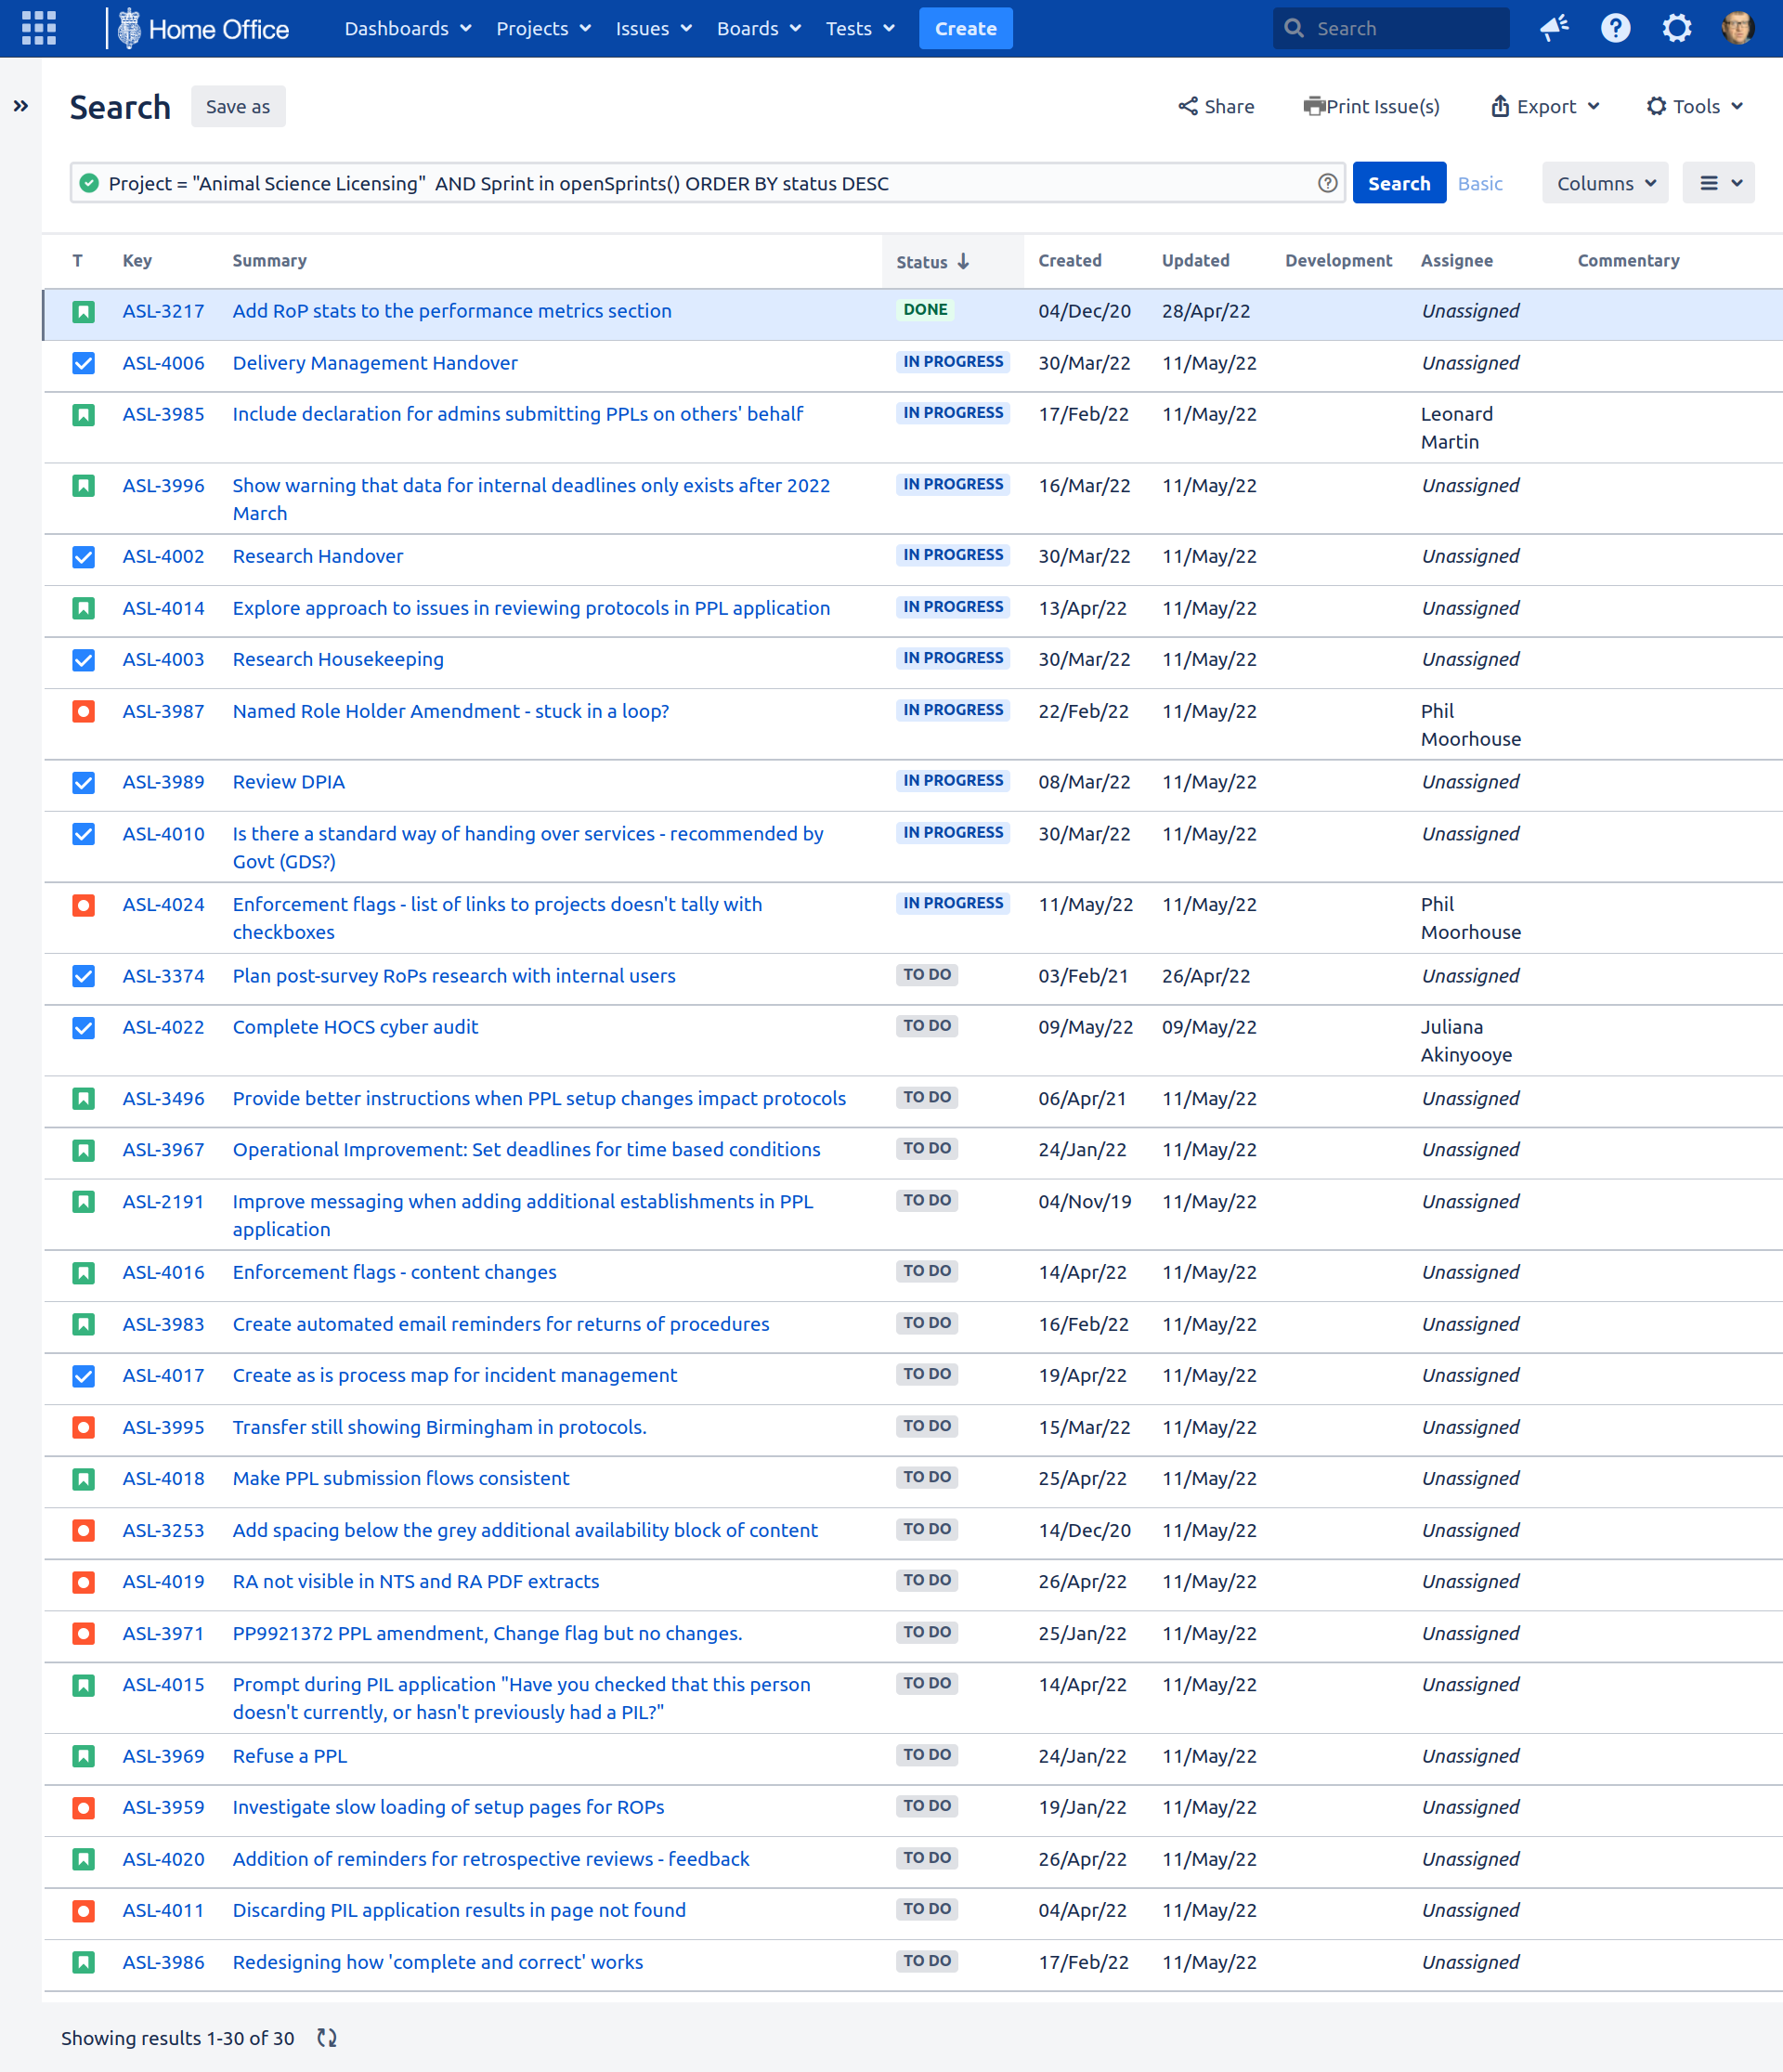 Home Office Dashboards Projects Issues Boards Tests Create Search
Search Save as Share Print Issue(s) Export Tools
Project = "Animal Science Licensing" AND Sprint in openSprints() ORDER BY status DESC Search Basic Columns
T Key Summary Status Created Updated Development Assignee Commentary
ASL-3217 Add RoP stats to the performance metrics section DONE 04/Dec/20 28/Apr/22 Unassigned
ASL-4006 Delivery Management Handover IN PROGRESS 30/Mar/22 11/May/22 Unassigned
ASL-3985 Include declaration for admins submitting PPLs on others' behalf IN PROGRESS 17/Feb/22 11/May/22 Leonard
Martin
ASL-3996 Show warning that data for internal deadlines only exists after 2022 IN PROGRESS 16/Mar/22 11/May/22 Unassigned
March
ASL-4002 Research Handover IN PROGRESS 30/Mar/22 11/May/22 Unassigned
ASL-4014 Explore approach to issues in reviewing protocols in PPL application IN PROGRESS 13/Apr/22 11/May/22 Unassigned
ASL-4003 Research Housekeeping IN PROGRESS 30/Mar/22 11/May/22 Unassigned
ASL-3987 Named Role Holder Amendment - stuck in a loop? IN PROGRESS 22/Feb/22 11/May/22 Phil
Moorhouse
ASL-3989 Review DPIA IN PROGRESS 08/Mar/22 11/May/22 Unassigned
ASL-4010 Is there a standard way of handing over services - recommended by IN PROGRESS 30/Mar/22 11/May/22 Unassigned
Govt (GDS?)
ASL-4024 Enforcement flags - list of links to projects doesn't tally with IN PROGRESS 11/May/22 11/May/22 Phil
checkboxes Moorhouse
ASL-3374 Plan post-survey RoPs research with internal users TO DO 03/Feb/21 26/Apr/22 Unassigned
ASL-4022 Complete HOCS cyber audit TO DO 09/May/22 09/May/22 Juliana
Akinyooye
ASL-3496 Provide better instructions when PPL setup changes impact protocols TO DO 06/Apr/21 11/May/22 Unassigned
ASL-3967 Operational Improvement: Set deadlines for time based conditions TO DO 24/Jan/22 11/May/22 Unassigned
ASL-2191 Improve messaging when adding additional establishments in PPL TO DO 04/Nov/19 11/May/22 Unassigned
application
ASL-4016 Enforcement flags - content changes TO DO 14/Apr/22 11/May/22 Unassigned
ASL-3983 Create automated email reminders for returns of procedures TO DO 16/Feb/22 11/May/22 Unassigned
ASL-4017 Create as is process map for incident management TO DO 19/Apr/22 11/May/22 Unassigned
ASL-3995 Transfer still showing Birmingham in protocols. TO DO 15/Mar/22 11/May/22 Unassigned
ASL-4018 Make PPL submission flows consistent TO DO 25/Apr/22 11/May/22 Unassigned
ASL-3253 Add spacing below the grey additional availability block of content TO DO 14/Dec/20 11/May/22 Unassigned
ASL-4019 RA not visible in NTS and RA PDF extracts TO DO 26/Apr/22 11/May/22 Unassigned
ASL-3971 PP9921372 PPL amendment, Change flag but no changes. TO DO 25/Jan/22 11/May/22 Unassigned
ASL-4015 Prompt during PIL application "Have you checked that this person TO DO 14/Apr/22 11/May/22 Unassigned
doesn't currently, or hasn't previously had a PIL?"
ASL-3969 Refuse a PPL TO DO 24/Jan/22 11/May/22 Unassigned
ASL-3959 Investigate slow loading of setup pages for ROPs TO DO 19/Jan/22 11/May/22 Unassigned
ASL-4020 Addition of reminders for retrospective reviews - feedback TO DO 26/Apr/22 11/May/22 Unassigned
ASL-4011 Discarding PIL application results in page not found TO DO 04/Apr/22 11/May/22 Unassigned
ASL-3986 Redesigning how 'complete and correct' works TO DO 17/Feb/22 11/May/22 Unassigned
Showing results 1-30 of 30